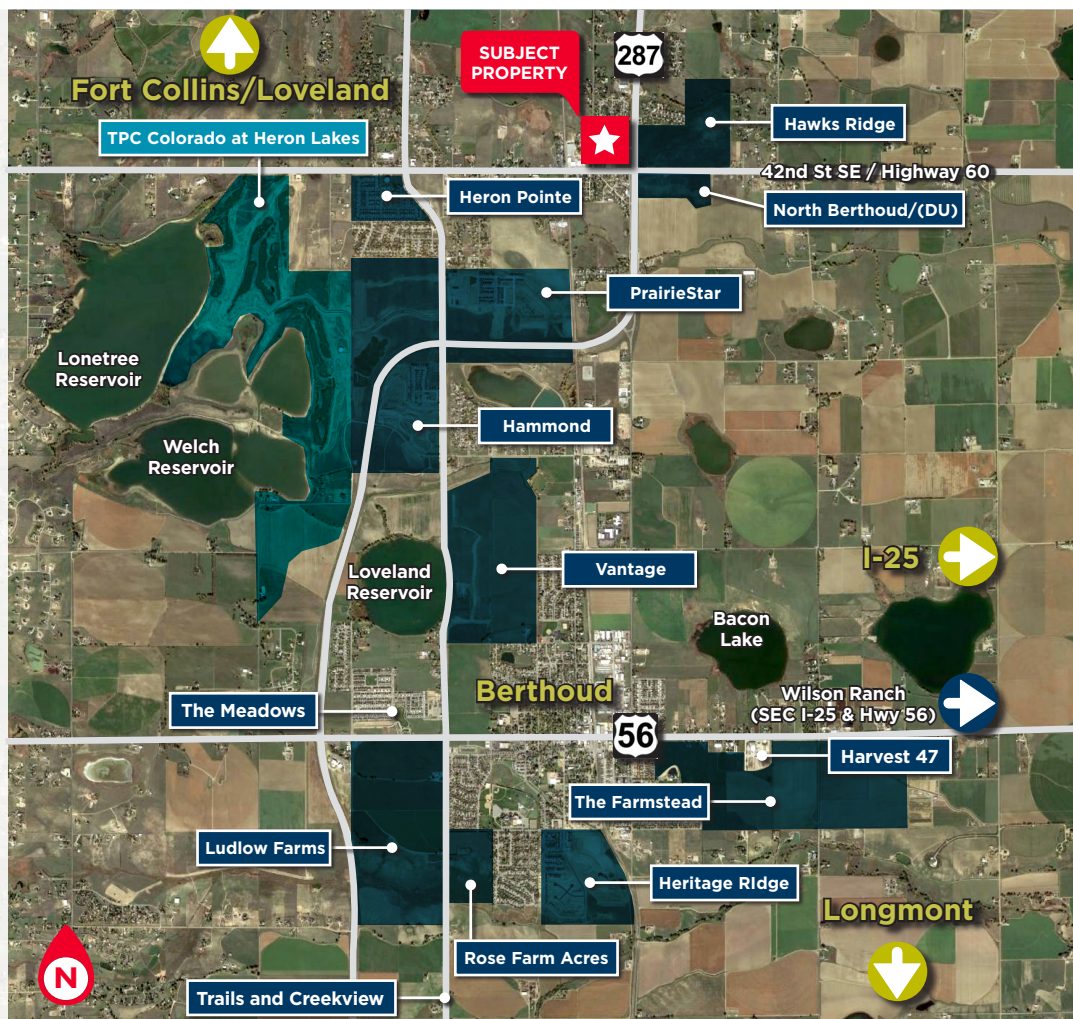 SUBJECT
PROPERTY
287
Fort Collins/Loveland
TPC Colorado at Heron Lakes
Hawks Ridge
42nd St SE / Highway 60
Heron Pointe
North Berthoud/(DU)
PrairieStar
Lonetree
Reservoir
Hammond
Welch
Reservoir
I-25
Vantage
Loveland
Reservoir
Bacon
Lake
Berthoud
Wilson Ranch
(SEC I-25 & Hwy 56)
The Meadows
56
Harvest 47
The Farmstead
Ludlow Farms
Heritage RIdge
Longmont
Rose Farm Acres
N
Trails and Creekview